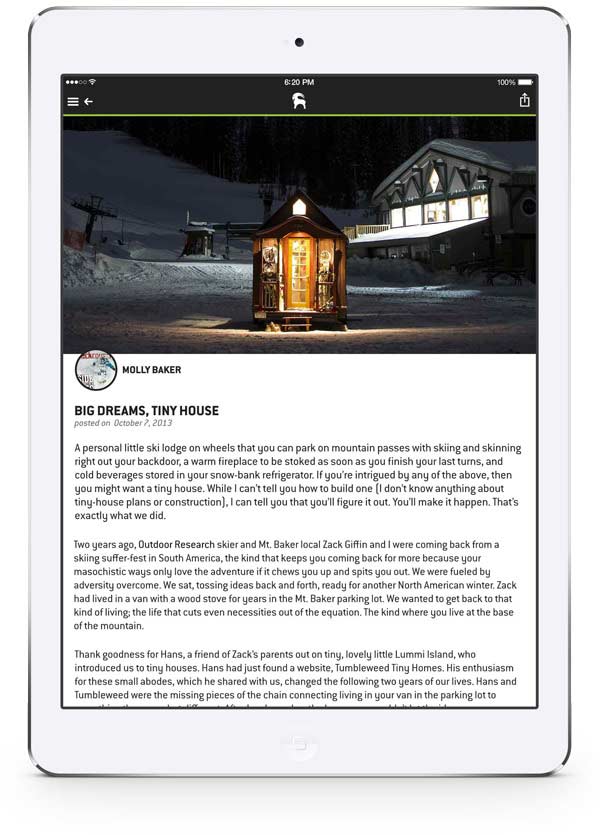 6:20 PM
100%
MOLLY BAKER
BIG DREAMS, TINY HOUSE
posted on October 7, 2013
A personal little ski lodge on wheels that you can park on mountain passes with skiing and skinning
right out your backdoor, a warm fireplace to be stoked as soon as you finish your last turns, and
cold beverages stored in your snow-bank refrigerator. If you're intrigued by any of the above, then
you might want a tiny house. While I can't tell you how to build one (I don't know anything about
tiny-house plans or construction), I can tell you that you'll figure it out. You'll make it happen. That's
exactly what we did.
Two years ago, Outdoor Research skier and Mt. Baker local Zack Giffin and I were coming back from a
skiing suffer-fest in South America, the kind that keeps you coming back for more because your
masochistic ways only love the adventure if it chews you up and spits you out. We were fueled by
adversity overcome. We sat, tossing ideas back and forth, ready for another North American winter. Zack
had lived in a van with a wood stove for years in the Mt. Baker parking lot. We wanted to get back to that
kind of living; the life that cuts even necessities out of the equation. The kind where you live at the base
of the mountain.
Thank goodness for Hans, a friend of Zack's parents out on tiny, lovely little Lummi Island, who
introduced us to tiny houses. Hans had just found a website, Tumbleweed Tiny Homes. His enthusiasm
for these small abodes, which he shared with us, changed the following two years of our lives. Hans and
Tumbleweed were the missing pieces of the chain connecting living in your van in the parking lot to